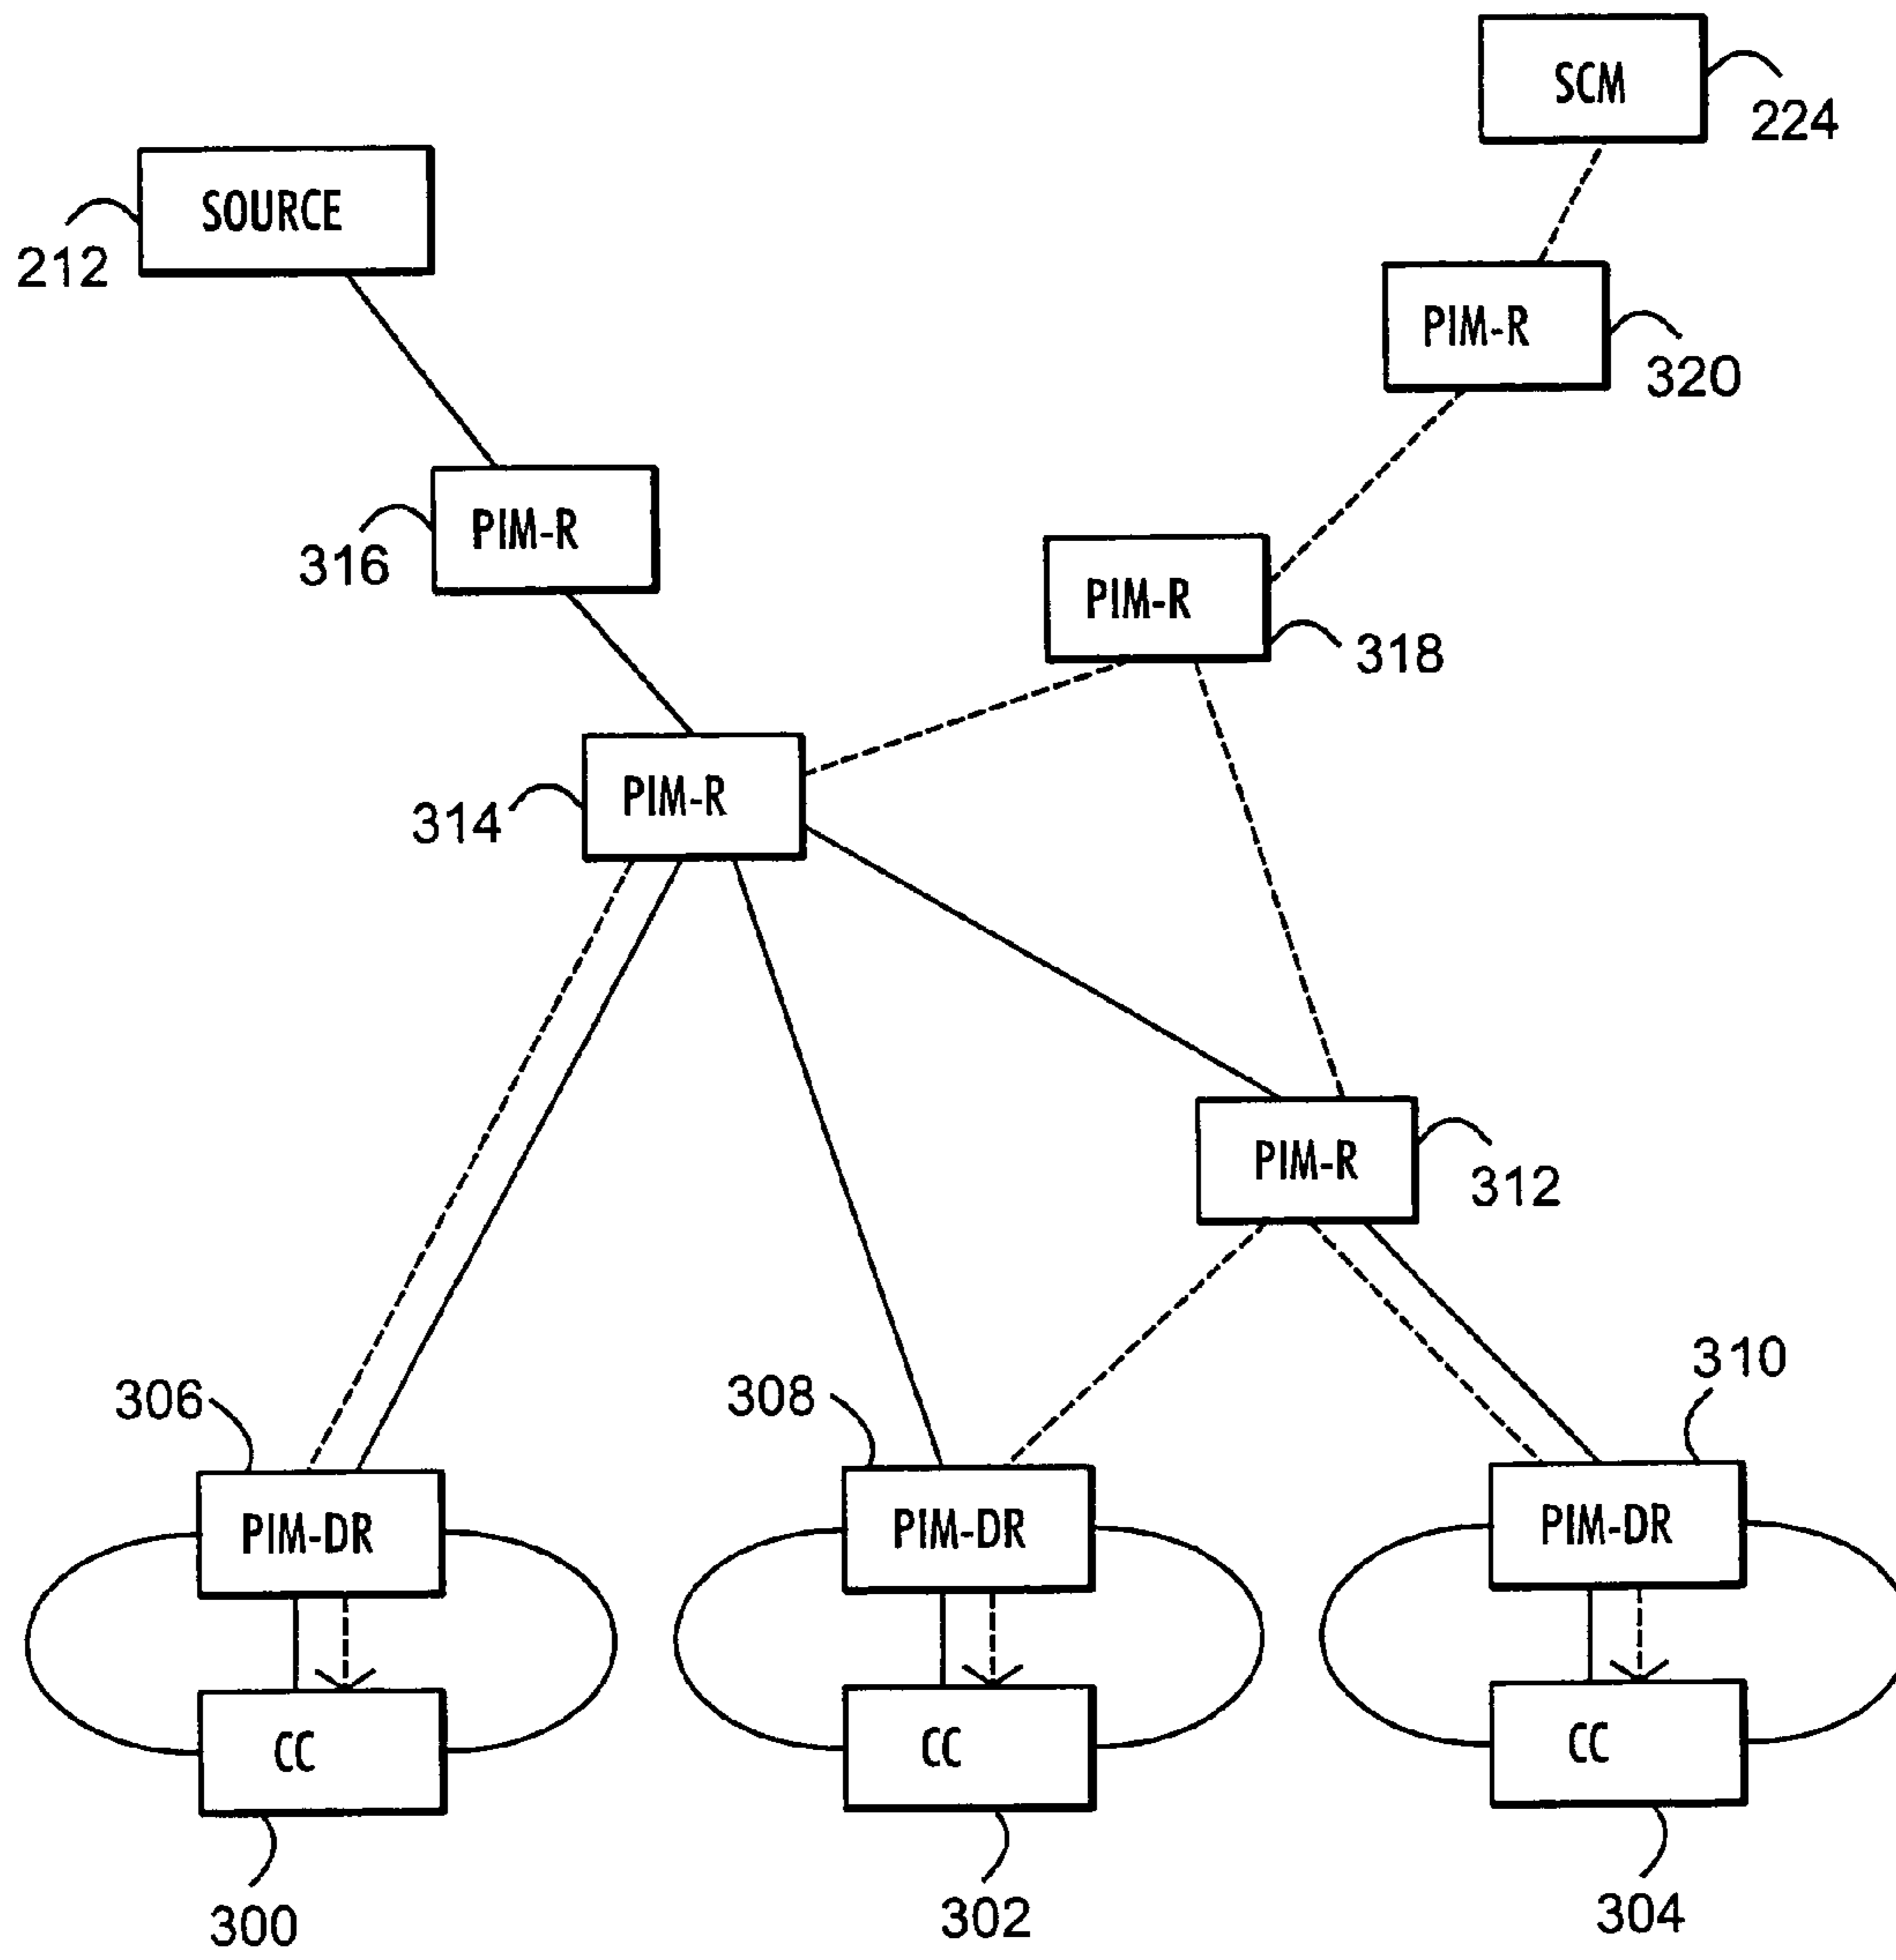 SCM
224
SOURCE
212
PIM-R
320
PIM-R
316
PIM-R
318
PIM-R
314
PIM-R
312
306
308
310
PIM-DR
PIM-DR
PIM-DR
CC
CC
CC
300
302
304